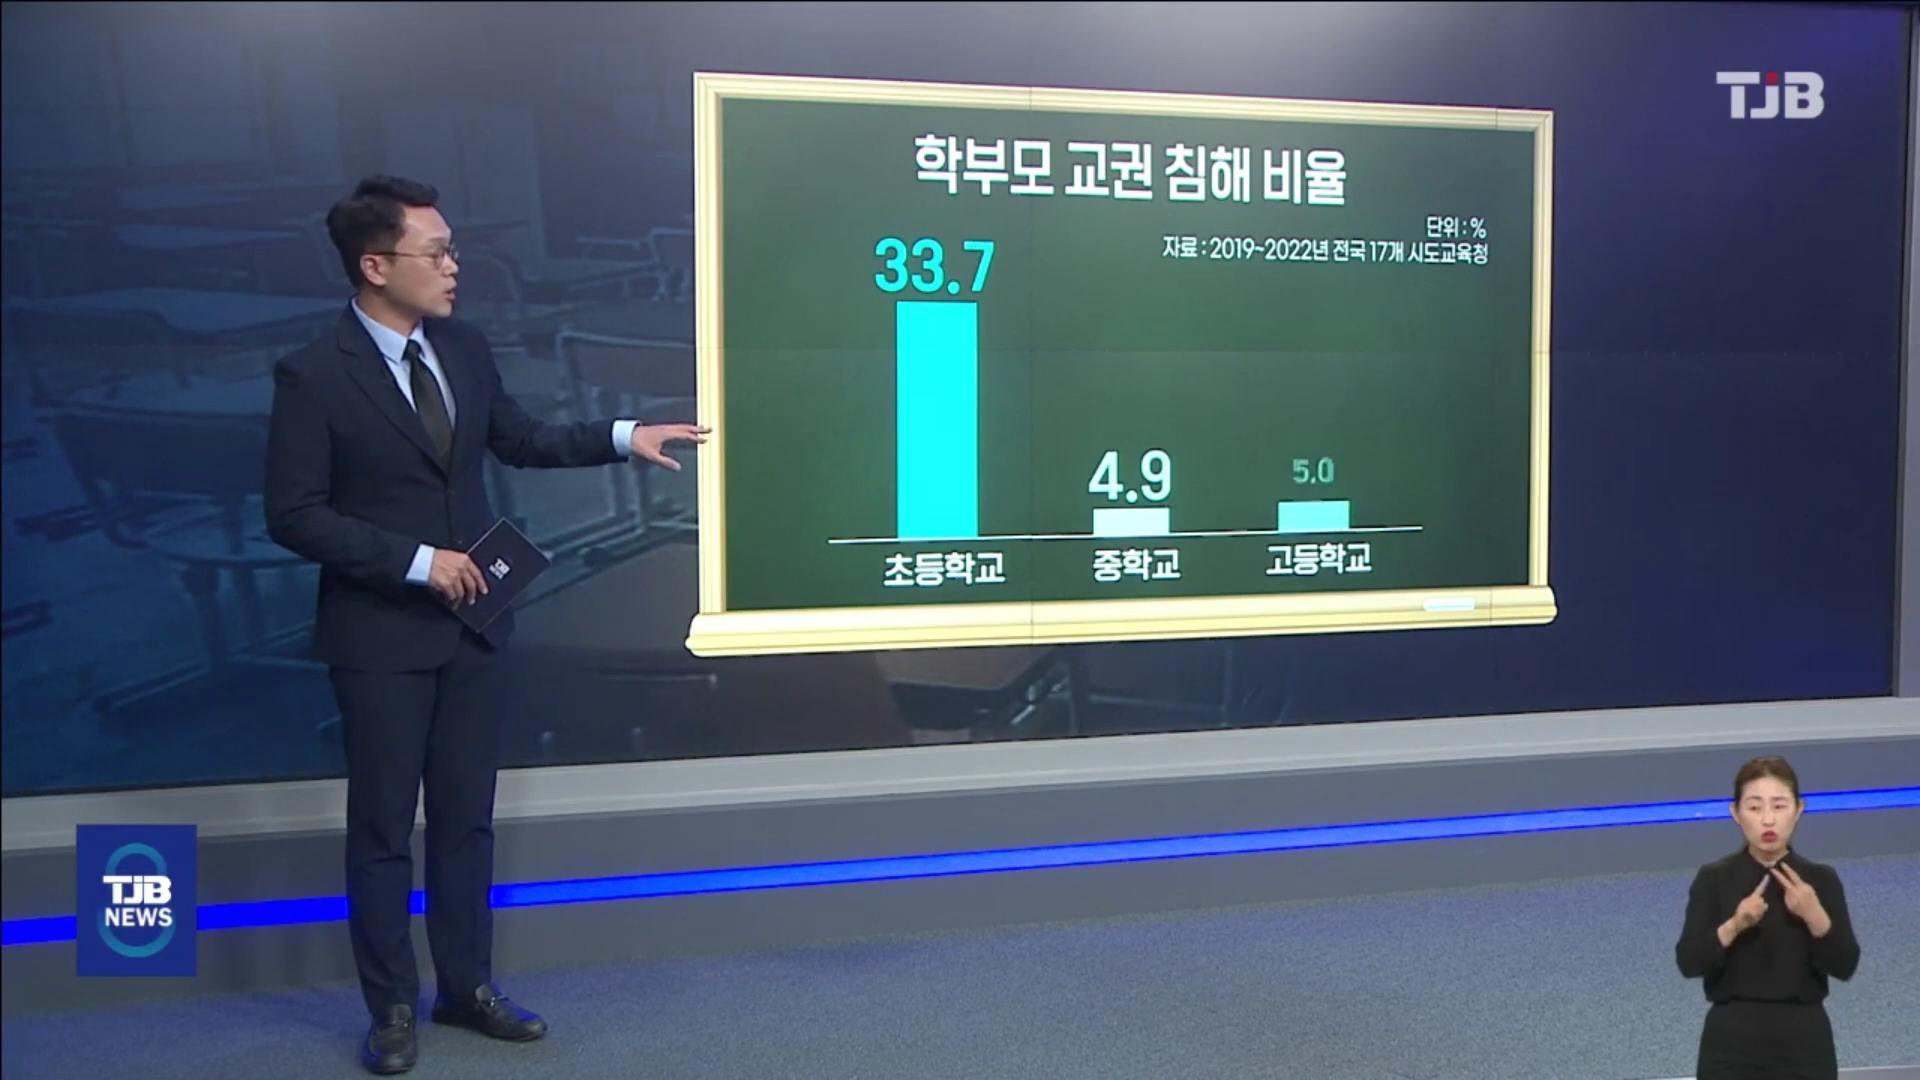 TJB
학부모 교권 침해 비율
단위 : %
자료 : 2019~2022년 전국 17개 시도교육청
33.7
4.9
5.0
초등학교
중학교
고등학교
TJB
NEWS
TJB
NEWS